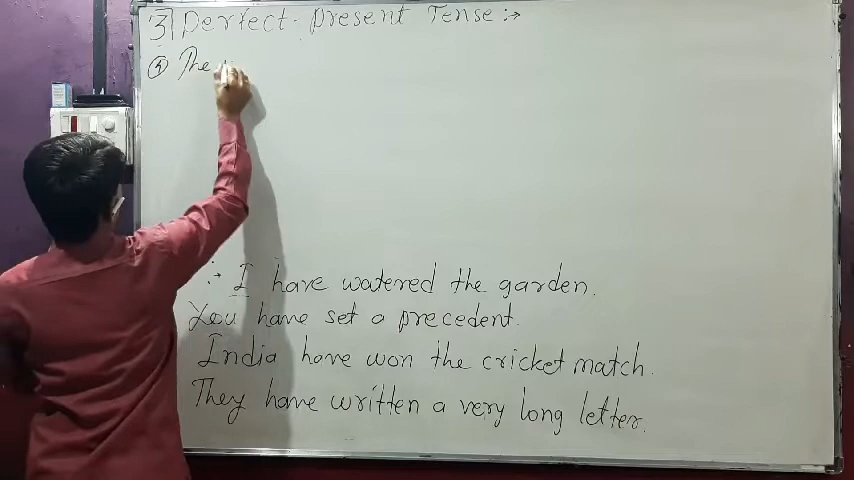 3] Perfect. Present Tense :→
④ The
:→ I have watered the garden.
You have set a precedent.
India have won the cricket match.
They have written a very long letter.